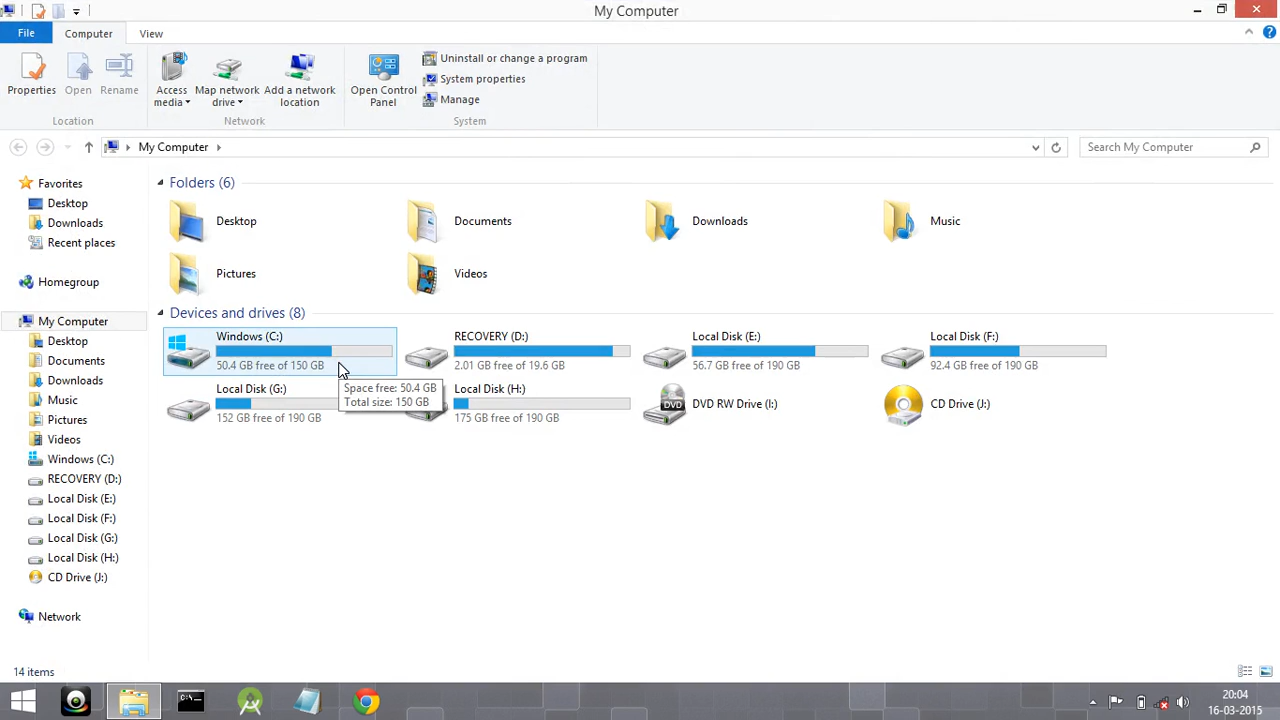 My Computer
File
Computer
View
Properties
Open
Rename
Access media
Map network drive
Add a network location
Open Control Panel
Uninstall or change a program
System properties
Manage
Location
Network
System
My Computer
Search My Computer
Favorites
Desktop
Downloads
Recent places
Homegroup
My Computer
Desktop
Documents
Downloads
Music
Pictures
Videos
Windows (C:)
RECOVERY (D:)
Local Disk (E:)
Local Disk (F:)
Local Disk (G:)
Local Disk (H:)
CD Drive (J:)
Network
Folders (6)
Desktop
Documents
Downloads
Music
Pictures
Videos
Devices and drives (8)
Windows (C:)
50.4 GB free of 150 GB
RECOVERY (D:)
2.01 GB free of 19.6 GB
Local Disk (E:)
56.7 GB free of 190 GB
Local Disk (F:)
92.4 GB free of 190 GB
Local Disk (G:)
152 GB free of 190 GB
Space free: 50.4 GB
Total size: 150 GB
Local Disk (H:)
175 GB free of 190 GB
DVD
DVD RW Drive (I:)
CD Drive (J:)
14 items
20:04
16-03-2015